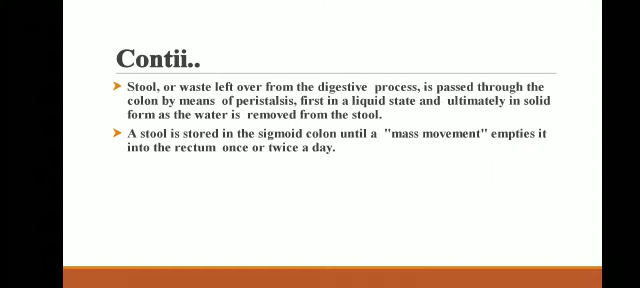 Contii..
Stool, or waste left over from the digestive process, is passed through the
colon by means of peristalsis, first in a liquid state and ultimately in solid
form as the water is removed from the stool.
A stool is stored in the sigmoid colon until a "mass movement" empties it
into the rectum once or twice a day.